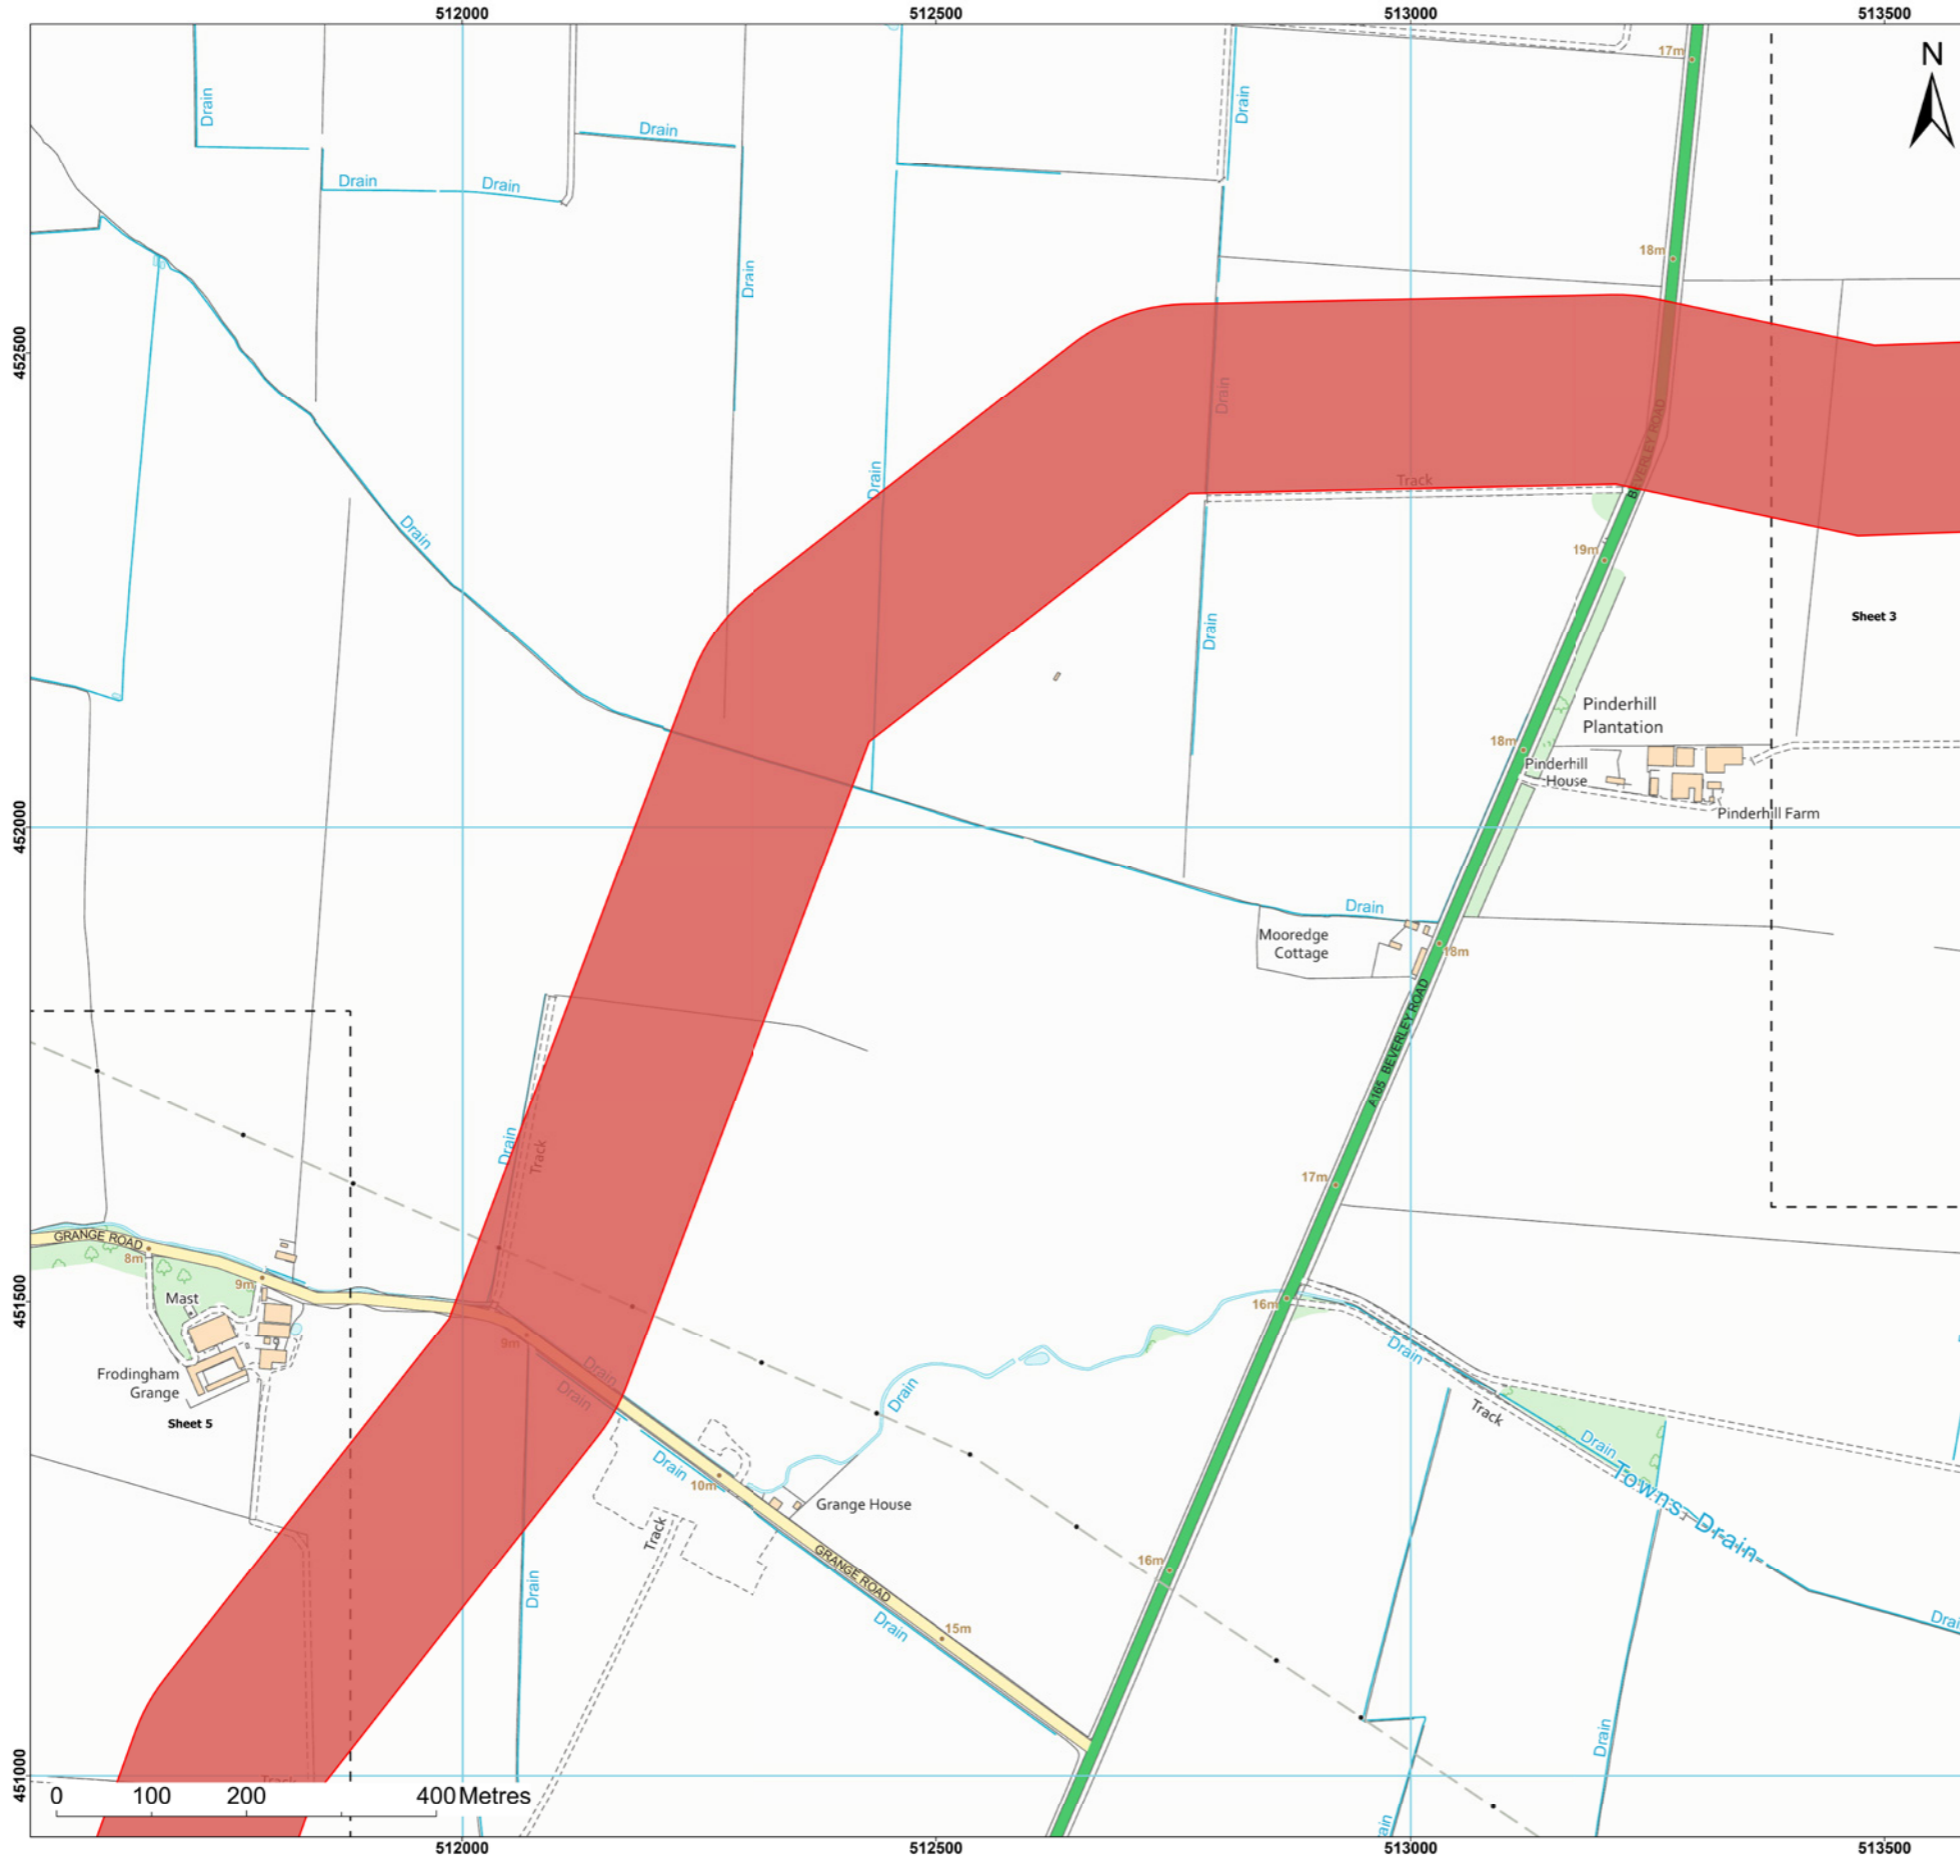 512000
512500
513000
513500
17m
N
Drain
Drain
Drain
Drain
Drain
18m
Drain
452500
Drain
BEVERLEY ROAD
Drain
Track
Drain
19m
Sheet 3
Drain
Pinderhill
Plantation
18m
Pinderhill
House
Pinderhill Farm
452000
Drain
Mooredge
Cottage
18m
A165 BEVERLEY ROAD
Drain
Track
17m
GRANGE ROAD
8m
9m
Mast
451500
16m
9m
Drain
Drain
Drain
Drain
Frodingham
Grange
Sheet 5
Track
Drain
Drain
10m
Towns Drain
Grange House
Track
16m
GRANGE ROAD
Drain
Drain
15m
Drai
Drain
451000
Track
0
100
200
400 Metres
ain
512000
512500
513000
513500